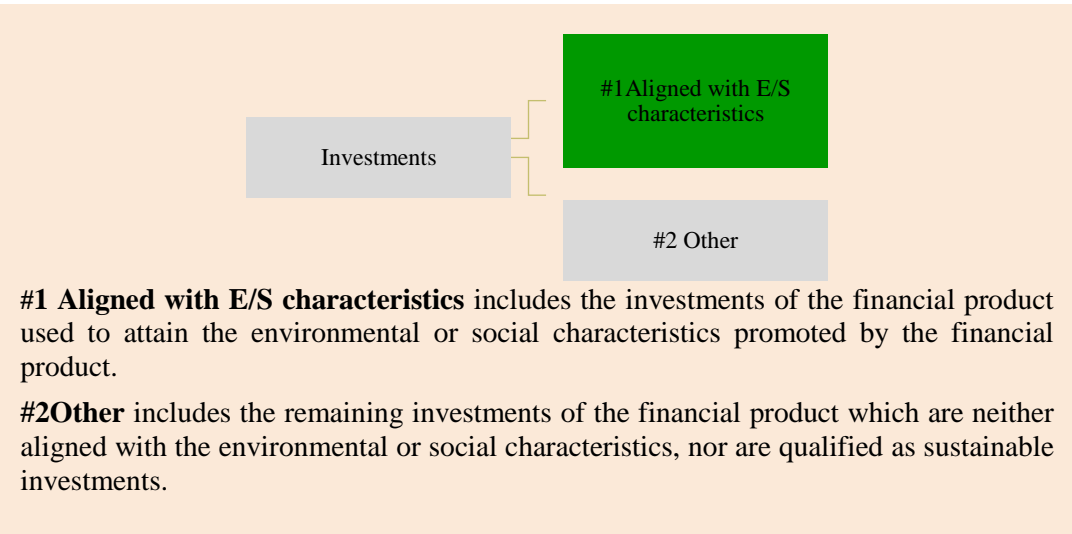 #1Aligned with E/S
characteristics
Investments
#2 Other
#1 Aligned with E/S characteristics includes the investments of the financial product
used to attain the environmental or social characteristics promoted by the financial
product.
#2Other includes the remaining investments of the financial product which are neither
aligned with the environmental or social characteristics, nor are qualified as sustainable
investments.